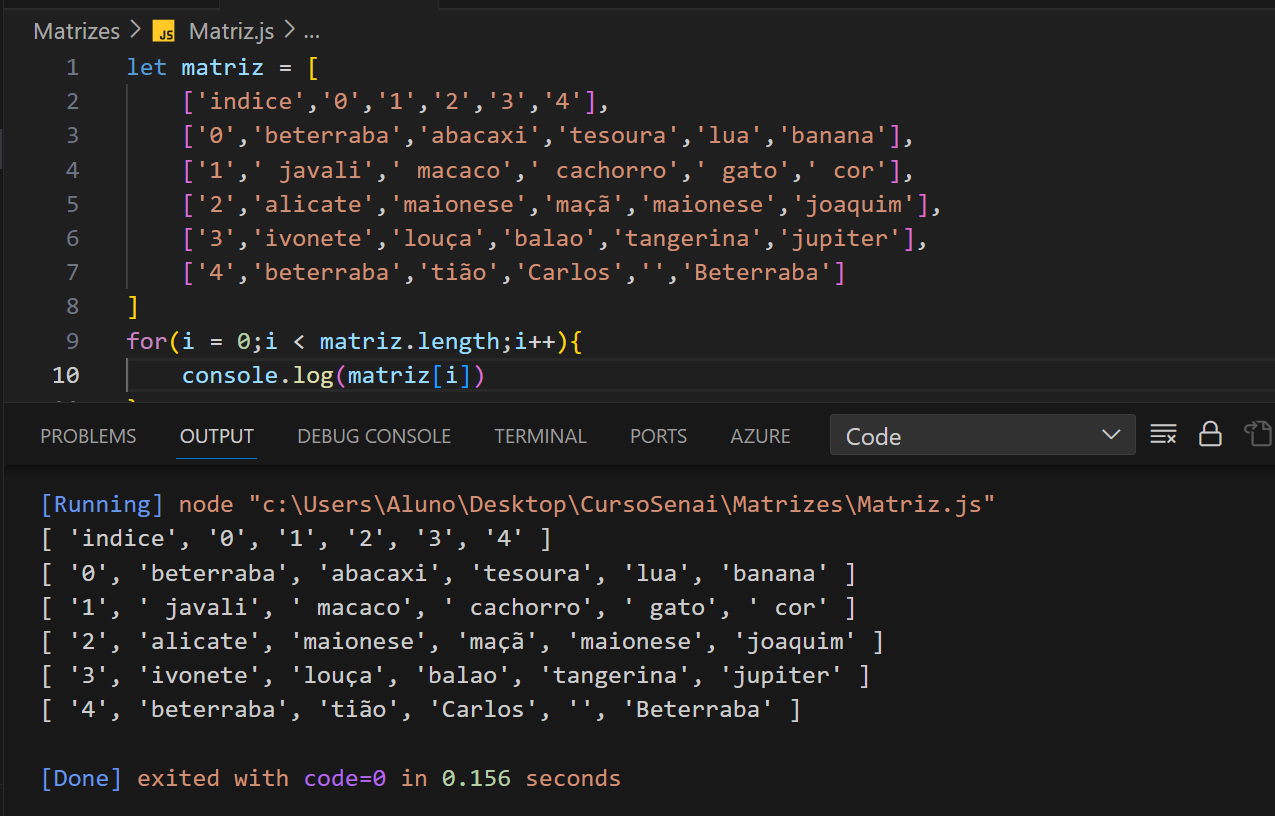 Matrizes > JS Matriz.js > ...
1 let matriz = [
2 ['indice','0','1','2','3','4'],
3 ['0','beterraba','abacaxi','tesoura','lua','banana'],
4 ['1',' javali',' macaco',' cachorro',' gato',' cor'],
5 ['2','alicate','maionese','maçã','maionese','joaquim'],
6 ['3','ivonete','louça','balao','tangerina','jupiter'],
7 ['4','beterraba','tião','Carlos','','Beterraba']
8 ]
9 for(i = 0;i < matriz.length;i++){
10 console.log(matriz[i])
PROBLEMS OUTPUT DEBUG CONSOLE TERMINAL PORTS AZURE Code
[Running] node "c:\Users\Aluno\Desktop\CursoSenai\Matrizes\Matriz.js"
[ 'indice', '0', '1', '2', '3', '4' ]
[ '0', 'beterraba', 'abacaxi', 'tesoura', 'lua', 'banana' ]
[ '1', ' javali', ' macaco', ' cachorro', ' gato', ' cor' ]
[ '2', 'alicate', 'maionese', 'maçã', 'maionese', 'joaquim' ]
[ '3', 'ivonete', 'louça', 'balao', 'tangerina', 'jupiter' ]
[ '4', 'beterraba', 'tião', 'Carlos', '', 'Beterraba' ]
[Done] exited with code=0 in 0.156 seconds